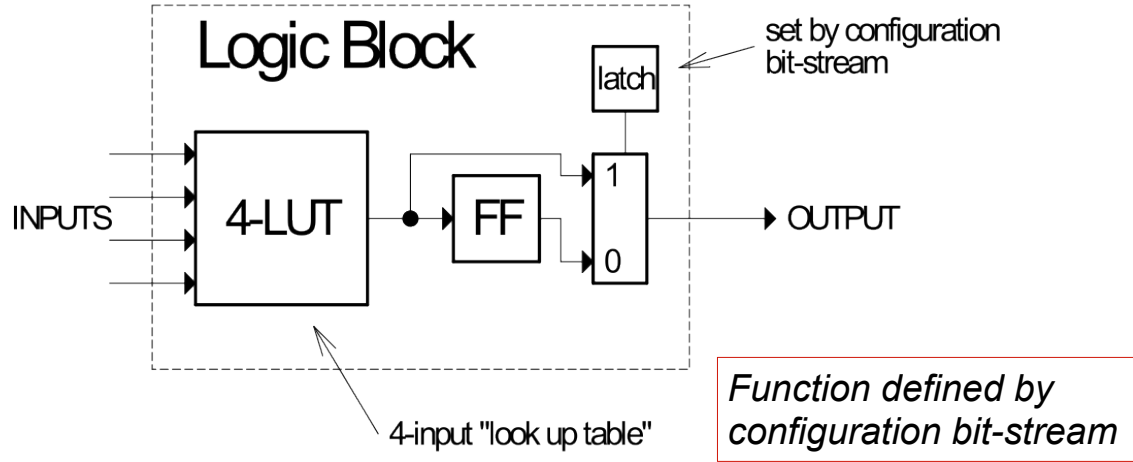 Logic Block
set by configuration
bit-stream
latch
INPUTS
4-LUT
FF
1
0
OUTPUT
4-input "look up table"
Function defined by
configuration bit-stream